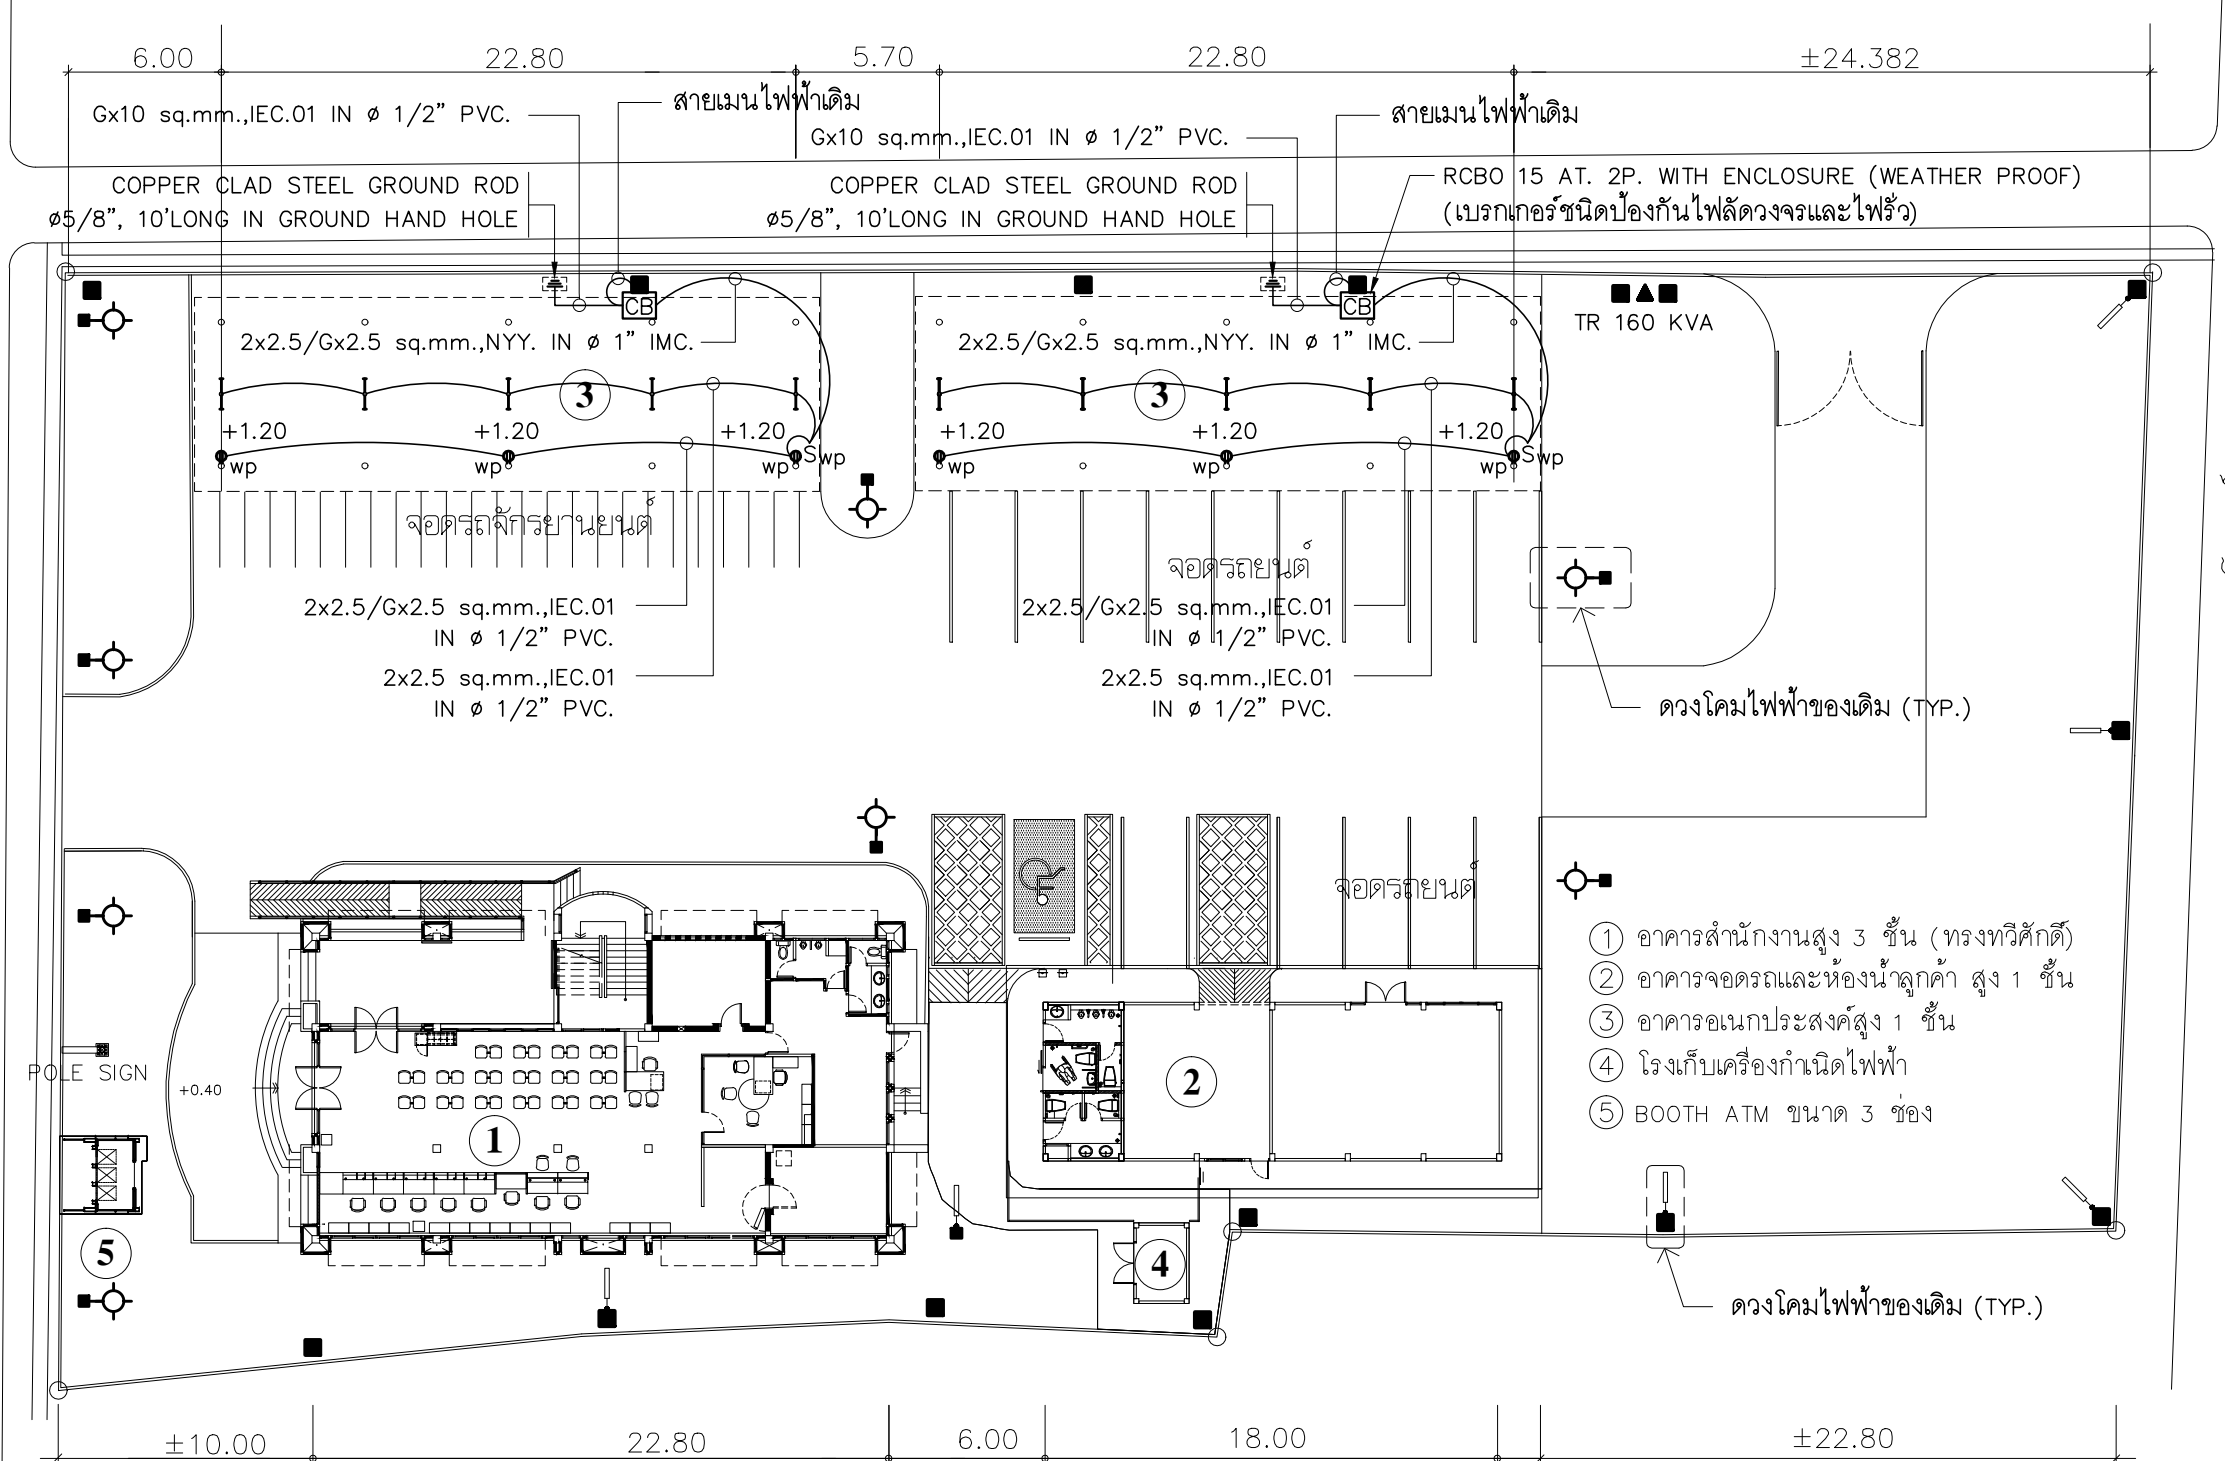 6.00
22.80
5.70
22.80
±24.382
Gx10 sq.mm.,IEC.01 IN ø 1/2" PVC.
สายเมนไฟฟ้าเดิม
Gx10 sq.mm.,IEC.01 IN ø 1/2" PVC.
สายเมนไฟฟ้าเดิม
COPPER CLAD STEEL GROUND ROD
ø5/8", 10'LONG IN GROUND HAND HOLE
COPPER CLAD STEEL GROUND ROD
ø5/8", 10'LONG IN GROUND HAND HOLE
RCBO 15 AT. 2P. WITH ENCLOSURE (WEATHER PROOF)
(เบรกเกอร์ชนิดป้องกันไฟลัดวงจรและไฟรั่ว)
CB
CB
TR 160 KVA
2x2.5/Gx2.5 sq.mm.,NYY. IN ø 1" IMC.
2x2.5/Gx2.5 sq.mm.,NYY. IN ø 1" IMC.
3
3
+1.20
+1.20
+1.20
+1.20
+1.20
+1.20
wp
wp
wp
Swp
wp
wp
wp
Swp
จอดรถจักรยานยนต์
จอดรถยนต์
2x2.5/Gx2.5 sq.mm.,IEC.01
IN ø 1/2" PVC.
2x2.5/Gx2.5 sq.mm.,IEC.01
IN ø 1/2" PVC.
2x2.5 sq.mm.,IEC.01
IN ø 1/2" PVC.
2x2.5 sq.mm.,IEC.01
IN ø 1/2" PVC.
ดวงโคมไฟฟ้าของเดิม (TYP.)
จอดรถยนต์
1 อาคารสำนักงานสูง 3 ชั้น (ทรงทวีศักดิ์)
2 อาคารจอดรถและห้องน้ำลูกค้า สูง 1 ชั้น
3 อาคารอเนกประสงค์สูง 1 ชั้น
4 โรงเก็บเครื่องกำเนิดไฟฟ้า
5 BOOTH ATM ขนาด 3 ช่อง
POLE SIGN
+0.40
1
2
5
4
ดวงโคมไฟฟ้าของเดิม (TYP.)
±10.00
22.80
6.00
18.00
±22.80